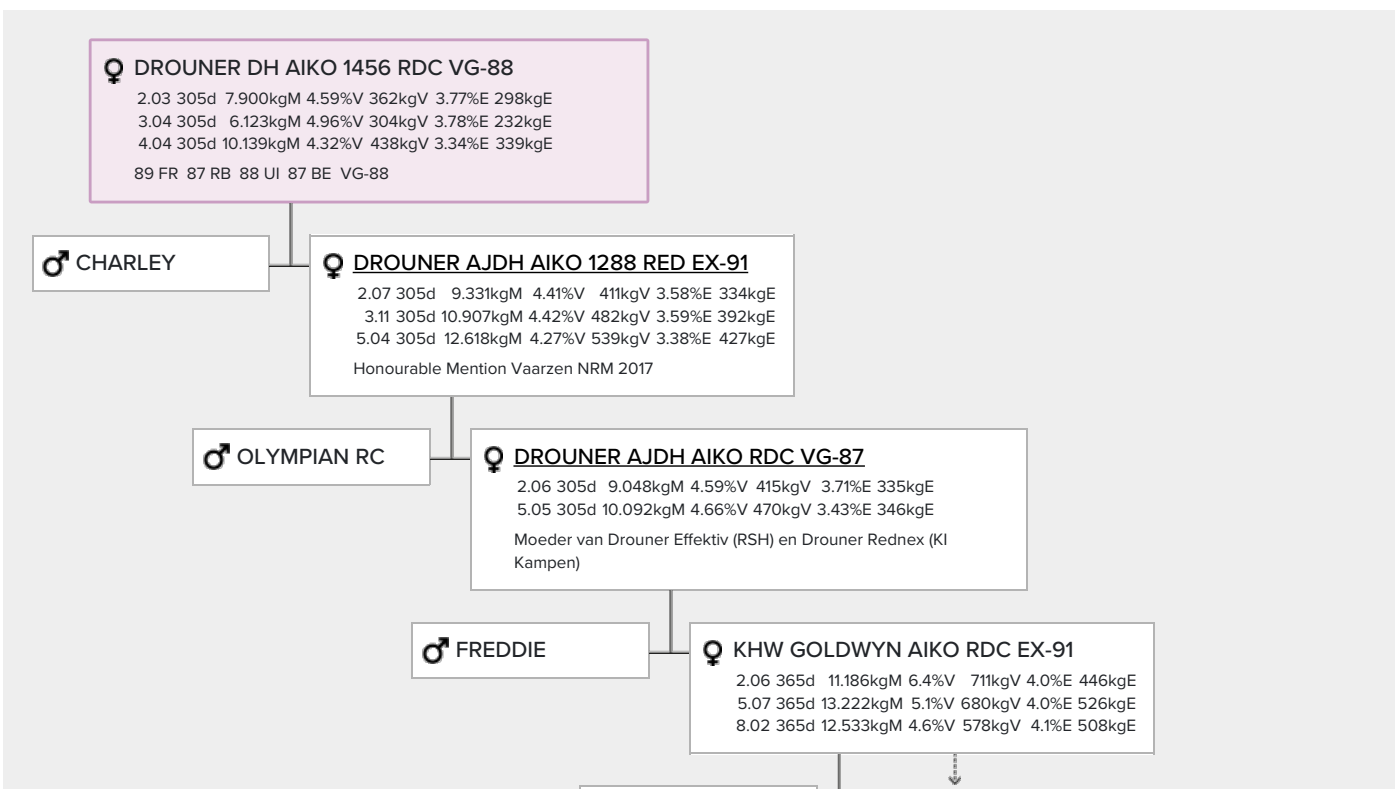 DROUNER DH AIKO 1456 RDC VG-88
2.03 305d 7.900kgM 4.59%V 362kgV 3.77%E 298kgE
3.04 305d 6.123kgM 4.96%V 304kgV 3.78%E 232kgE
4.04 305d 10.139kgM 4.32%V 438kgV 3.34%E 339kgE
89 FR 87 RB 88 UI 87 BE VG-88
CHARLEY
DROUNER AJDH AIKO 1288 RED EX-91
2.07 305d 9.331kgM 4.41%V 411kgV 3.58%E 334kgE
3.11 305d 10.907kgM 4.42%V 482kgV 3.59%E 392kgE
5.04 305d 12.618kgM 4.27%V 539kgV 3.38%E 427kgE
Honourable Mention Vaarzen NRM 2017
OLYMPIAN RC
DROUNER AJDH AIKO RDC VG-87
2.06 305d 9.048kgM 4.59%V 415kgV 3.71%E 335kgE
5.05 305d 10.092kgM 4.66%V 470kgV 3.43%E 346kgE
Moeder van Drouner Effektiv (RSH) en Drouner Rednex (KI
Kampen)
FREDDIE
KHW GOLDWYN AIKO RDC EX-91
2.06 365d 11.186kgM 6.4%V 711kgV 4.0%E 446kgE
5.07 365d 13.222kgM 5.1%V 680kgV 4.0%E 526kgE
8.02 365d 12.533kgM 4.6%V 578kgV 4.1%E 508kgE